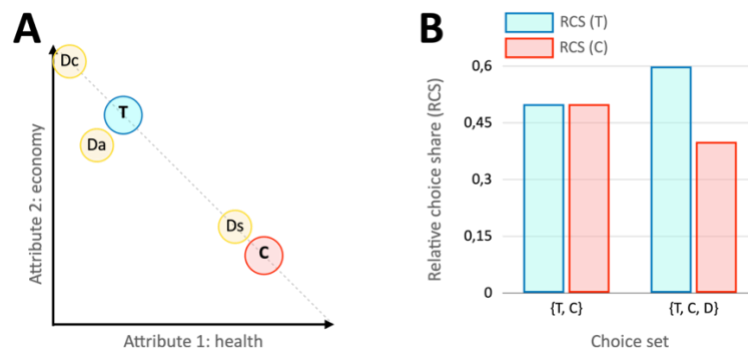 A
Dc
T
Da
Ds
C
Attribute 2: economy
Attribute 1: health
B
RCS (T)
RCS (C)
Relative choice share (RCS)
0,6
0,45
0,3
0,15
0
{T, C}
{T, C, D}
Choice set